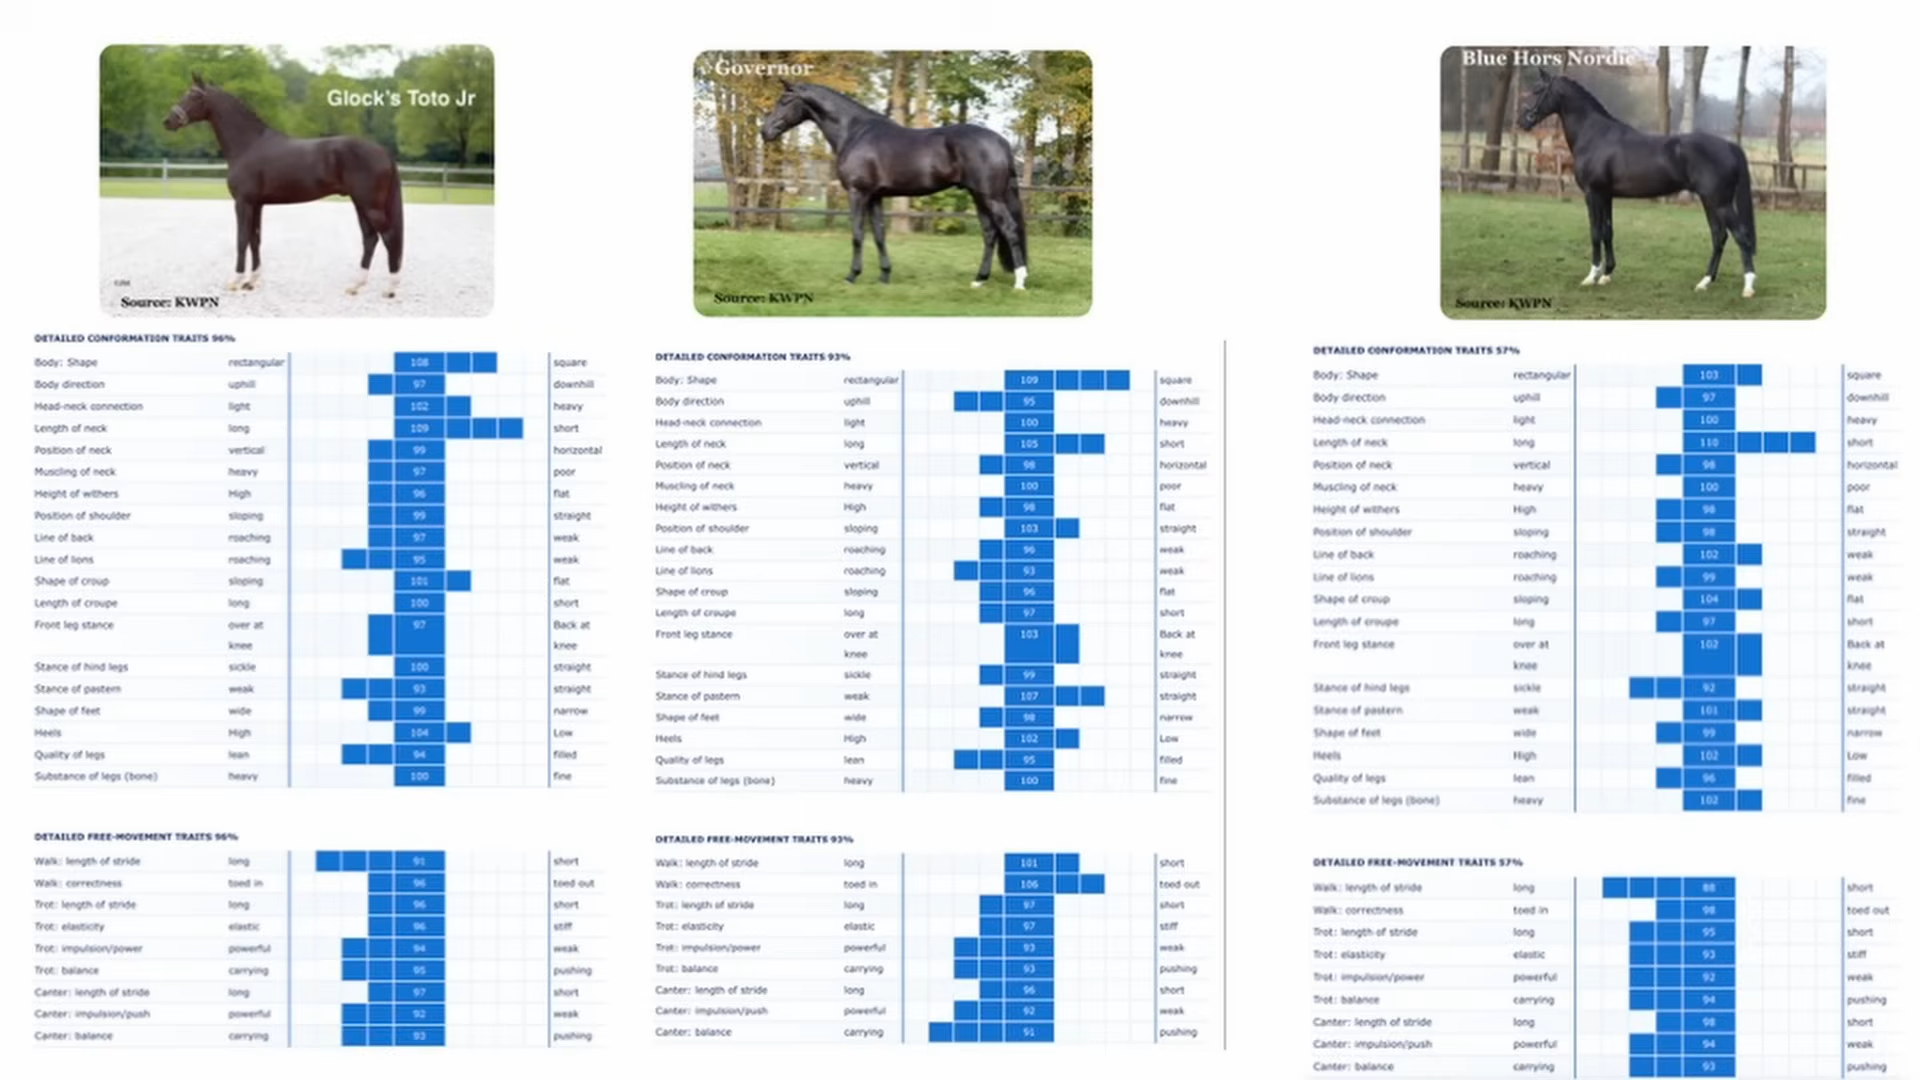 Glock's Toto Jr
Source: KWPN
DETAILED CONFORMATION TRAITS 96%
Body: Shape rectangular 108 square
Body direction uphill 97 downhill
Head-neck connection light 102 heavy
Length of neck long 109 short
Position of neck vertical 99 horizontal
Muscling of neck heavy 97 poor
Height of withers High 96 flat
Position of shoulder sloping 99 straight
Line of back roaching 97 weak
Line of lions roaching 95 weak
Shape of croup sloping 101 flat
Length of croupe long 100 short
Front leg stance over at 97 Back at
knee knee
Stance of hind legs sickle 100 straight
Stance of pastern weak 93 straight
Shape of feet wide 99 narrow
Heels High 104 Low
Quality of legs lean 94 filled
Substance of legs (bone) heavy 100 fine
DETAILED FREE-MOVEMENT TRAITS 96%
Walk: length of stride long 91 short
Walk: correctness toed in 96 toed out
Trot: length of stride long 96 short
Trot: elasticity elastic 96 stiff
Trot: impulsion/power powerful 94 weak
Trot: balance carrying 95 pushing
Canter: length of stride long 97 short
Canter: impulsion/push powerful 92 weak
Canter: balance carrying 93 pushing
Governor
Source: KWPN
DETAILED CONFORMATION TRAITS 93%
Body: Shape rectangular 109 square
Body direction uphill 95 downhill
Head-neck connection light 100 heavy
Length of neck long 105 short
Position of neck vertical 98 horizontal
Muscling of neck heavy 100 poor
Height of withers High 98 flat
Position of shoulder sloping 103 straight
Line of back roaching 96 weak
Line of lions roaching 93 weak
Shape of croup sloping 96 flat
Length of croupe long 97 short
Front leg stance over at 103 Back at
knee knee
Stance of hind legs sickle 99 straight
Stance of pastern weak 107 straight
Shape of feet wide 98 narrow
Heels High 102 Low
Quality of legs lean 95 filled
Substance of legs (bone) heavy 100 fine
DETAILED FREE-MOVEMENT TRAITS 93%
Walk: length of stride long 101 short
Walk: correctness toed in 106 toed out
Trot: length of stride long 97 short
Trot: elasticity elastic 97 stiff
Trot: impulsion/power powerful 93 weak
Trot: balance carrying 93 pushing
Canter: length of stride long 96 short
Canter: impulsion/push powerful 92 weak
Canter: balance carrying 91 pushing
Blue Hors Nordic
Source: KWPN
DETAILED CONFORMATION TRAITS 57%
Body: Shape rectangular 103 square
Body direction uphill 97 downhill
Head-neck connection light 100 heavy
Length of neck long 110 short
Position of neck vertical 98 horizontal
Muscling of neck heavy 100 poor
Height of withers High 98 flat
Position of shoulder sloping 98 straight
Line of back roaching 102 weak
Line of lions roaching 99 weak
Shape of croup sloping 104 flat
Length of croupe long 97 short
Front leg stance over at 102 Back at
knee knee
Stance of hind legs sickle 92 straight
Stance of pastern weak 101 straight
Shape of feet wide 99 narrow
Heels High 102 Low
Quality of legs lean 96 filled
Substance of legs (bone) heavy 102 fine
DETAILED FREE-MOVEMENT TRAITS 57%
Walk: length of stride long 88 short
Walk: correctness toed in 98 toed out
Trot: length of stride long 95 short
Trot: elasticity elastic 93 stiff
Trot: impulsion/power powerful 92 weak
Trot: balance carrying 94 pushing
Canter: length of stride long 98 short
Canter: impulsion/push powerful 94 weak
Canter: balance carrying 93 pushing